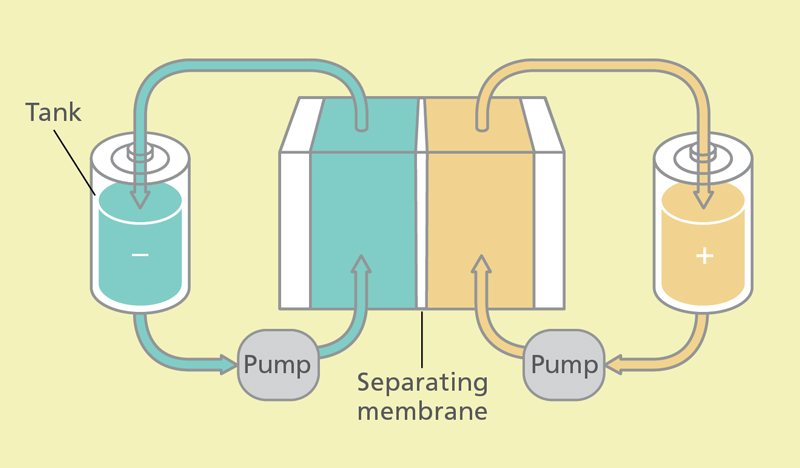 Tank
−
+
Pump
Pump
Separating
membrane